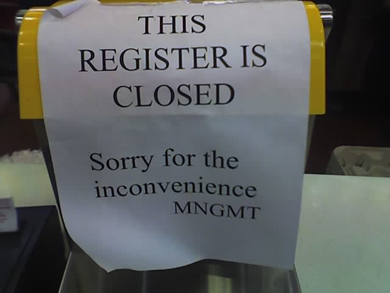 THIS
REGISTER IS
CLOSED
Sorry for the
inconvenience
MNGMT